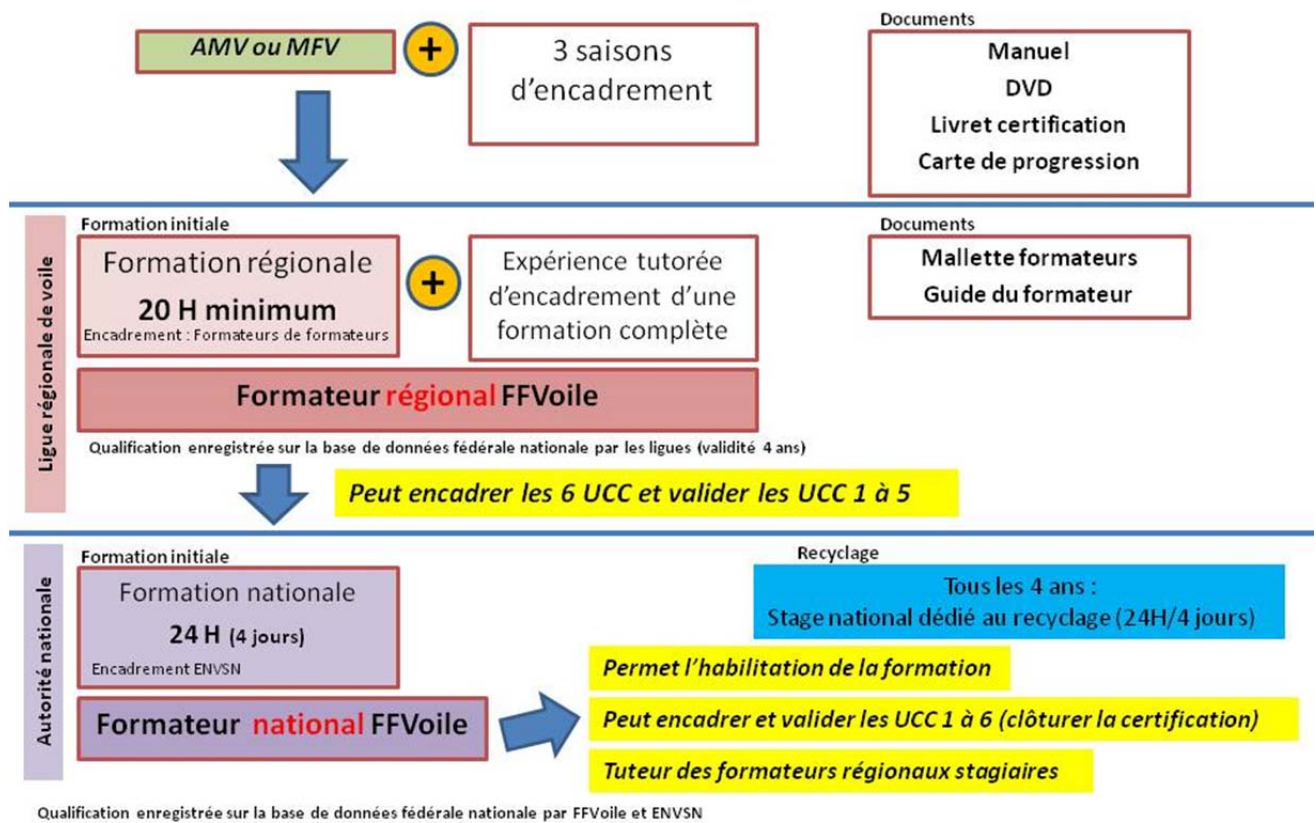 AMV ou MFV
+
3 saisons
d'encadrement
Documents
Manuel
DVD
Livret certification
Carte de progression
Ligue régionale de voile
Formation initiale
Formation régionale
20 H minimum
Encadrement : Formateurs de formateurs
+
Expérience tutorée
d'encadrement d'une
formation complète
Documents
Mallette formateurs
Guide du formateur
Formateur régional FFVoile
Qualification enregistrée sur la base de données fédérale nationale par les ligues (validité 4 ans)
Peut encadrer les 6 UCC et valider les UCC 1 à 5
Autorité nationale
Formation initiale
Formation nationale
24 H (4 jours)
Encadrement ENVSN
Formateur national FFVoile
Recyclage
Tous les 4 ans :
Stage national dédié au recyclage (24H/4 jours)
Permet l'habilitation de la formation
Peut encadrer et valider les UCC 1 à 6 (clôturer la certification)
Tuteur des formateurs régionaux stagiaires
Qualification enregistrée sur la base de données fédérale nationale par FFVoile et ENVSN